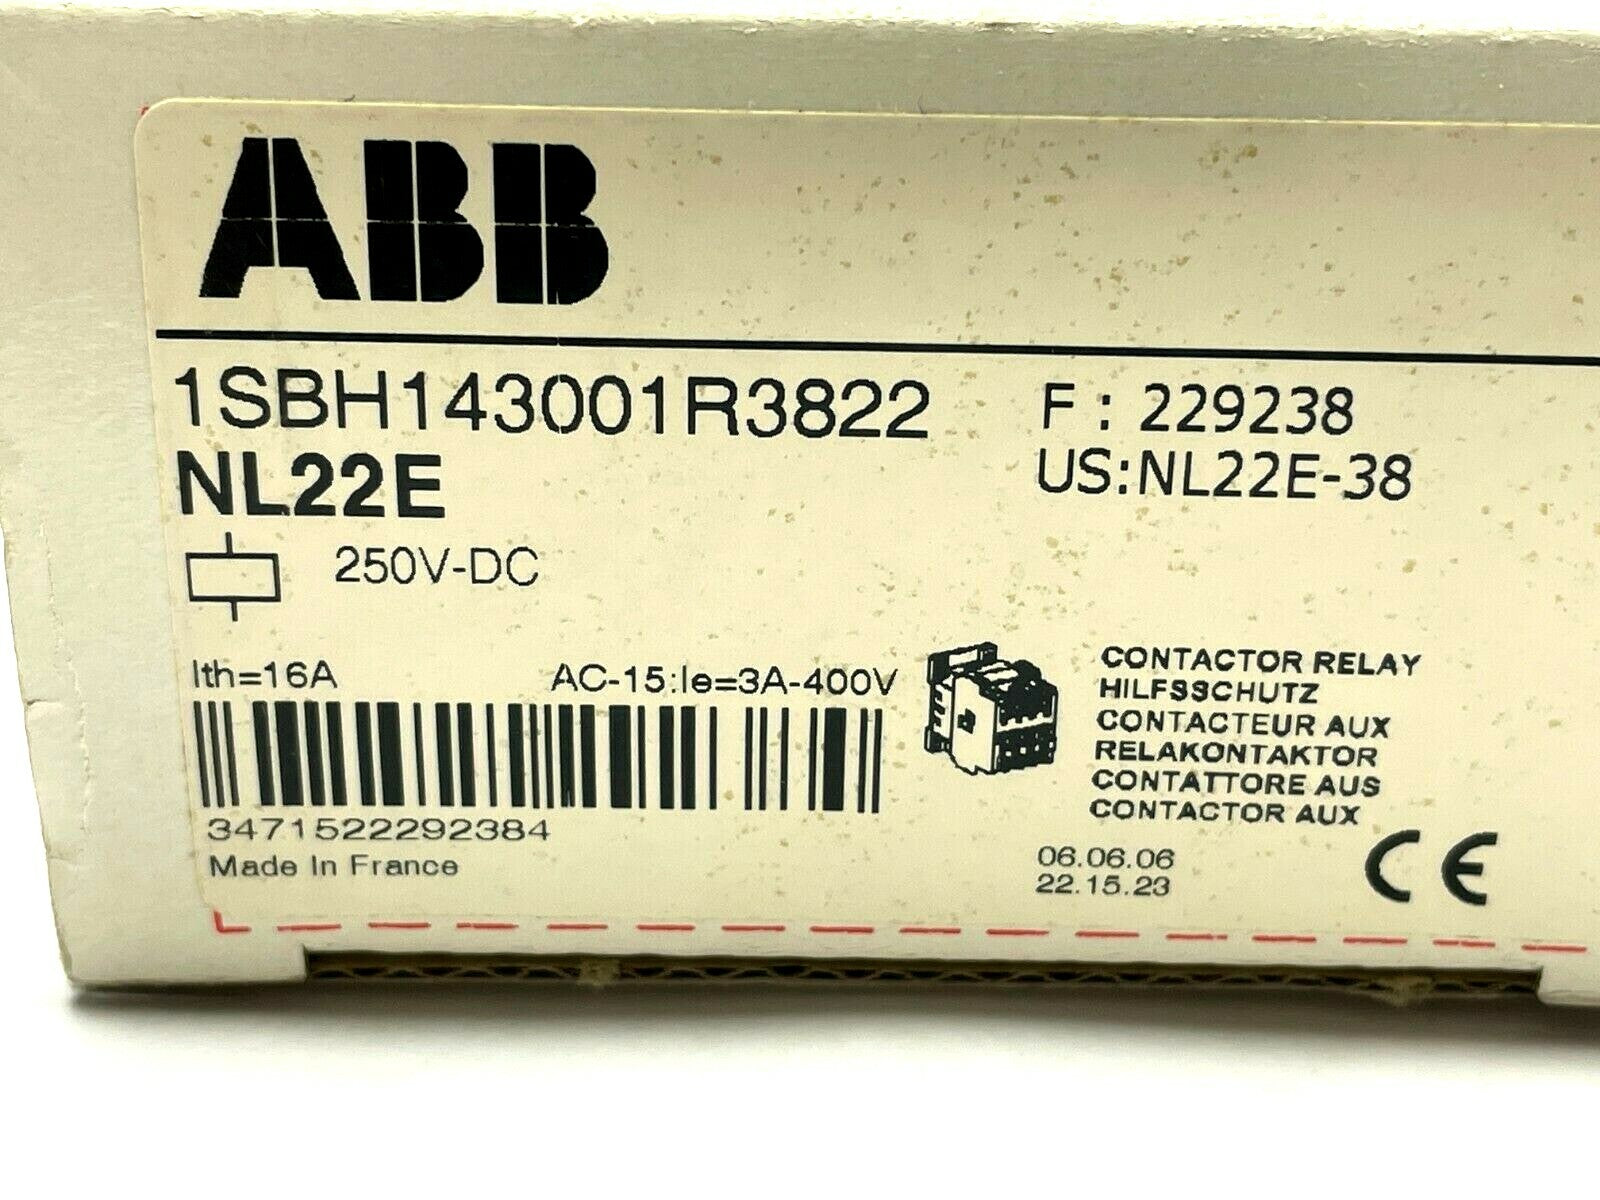 ABB
1SBH143001R3822
F: 229238
NL22E
US:NL22E-38
250V-DC
Ith=16A
AC-15:Ie=3A-400V
3471522292384
Made In France
CONTACTOR RELAY
HILFSSCHUTZ
CONTACTEUR AUX
RELAKONTAKTOR
CONTATTORE AUS
CONTACTOR AUX
06.06.06
22.15.23
CE